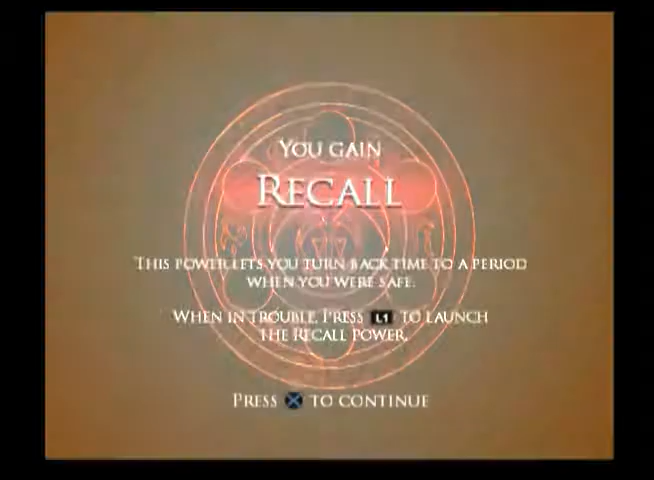 You gain
Recall
This power lets you turn back time to a period
when you were safe.
When in trouble, press L1 to launch
the Recall power.
Press X to continue